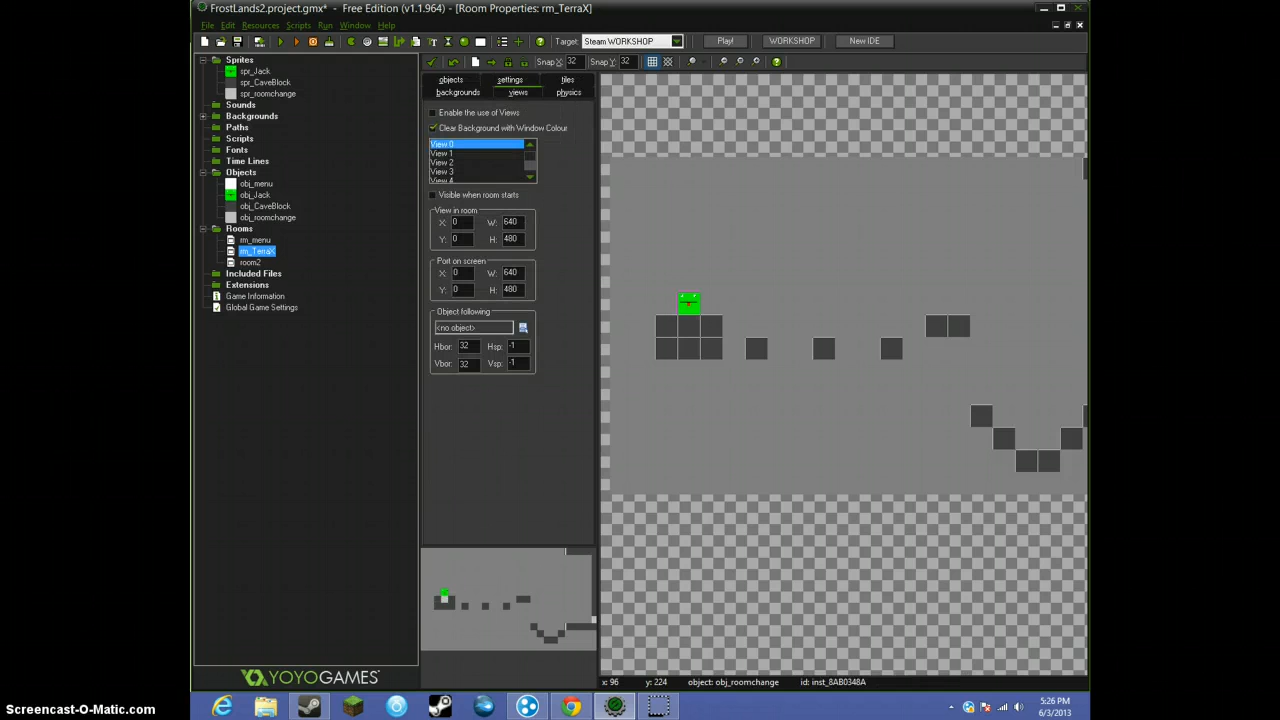 FrostLands2.project.gmx* - Free Edition (v1.1.964) - [Room Properties: rm_TerraX]
File Edit Resources Scripts Run Window Help
Target: Steam WORKSHOP Play! WORKSHOP New IDE
Snap X 32 Snap Y: 32
Sprites
spr_Jack
spr_CaveBlock
spr_roomchange
Sounds
Backgrounds
Paths
Scripts
Fonts
Time Lines
Objects
obj_menu
obj_Jack
obj_CaveBlock
obj_roomchange
Rooms
rm_menu
rm_TerraX
room2
Included Files
Extensions
Game Information
Global Game Settings
YOYOGAMES
objects settings tiles
backgrounds views physics
Enable the use of Views
Clear Background with Window Colour
View 0
View 1
View 2
View 3
View 4
Visible when room starts
View in room
X: 0 W: 640
Y: 0 H: 480
Port on screen
X: 0 W: 640
Y: 0 H: 480
Object following
<no object>
Hbor: 32 Hsp: -1
Vbor: 32 Vsp: -1
x: 96 y: 224 object: obj_roomchange id: inst_8AB0348A
5:26 PM
6/3/2013
Screencast-O-Matic.com